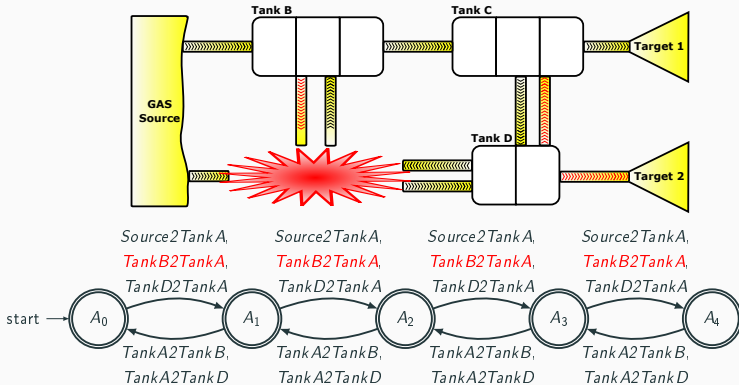 Tank B
Tank C
GAS
Source
Target 1
Tank D
Target 2
Source2TankA, Source2TankA, Source2TankA, Source2TankA,
TankB2TankA, TankB2TankA, TankB2TankA, TankB2TankA,
TankD2TankA TankD2TankA TankD2TankA TankD2TankA
start A0 A1 A2 A3 A4
TankA2TankB, TankA2TankB, TankA2TankB, TankA2TankB,
TankA2TankD TankA2TankD TankA2TankD TankA2TankD